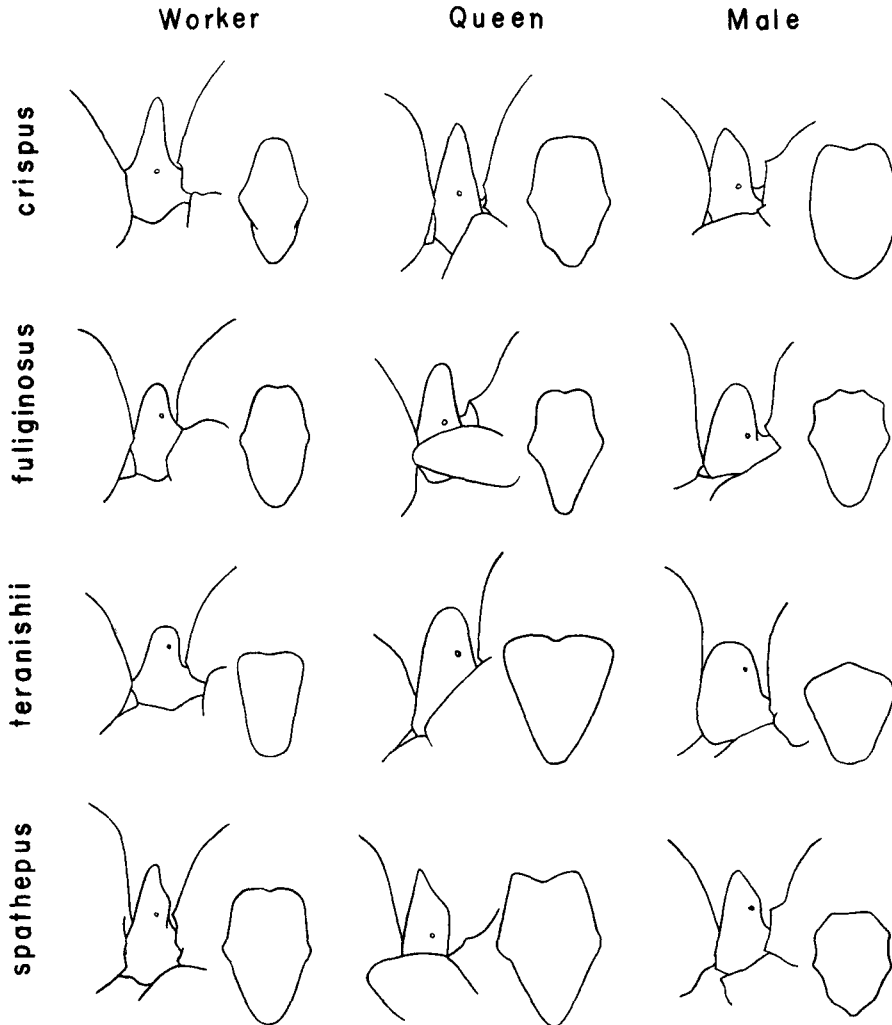 Worker Queen Male
crispus
fuliginosus
teranishii
spathepus